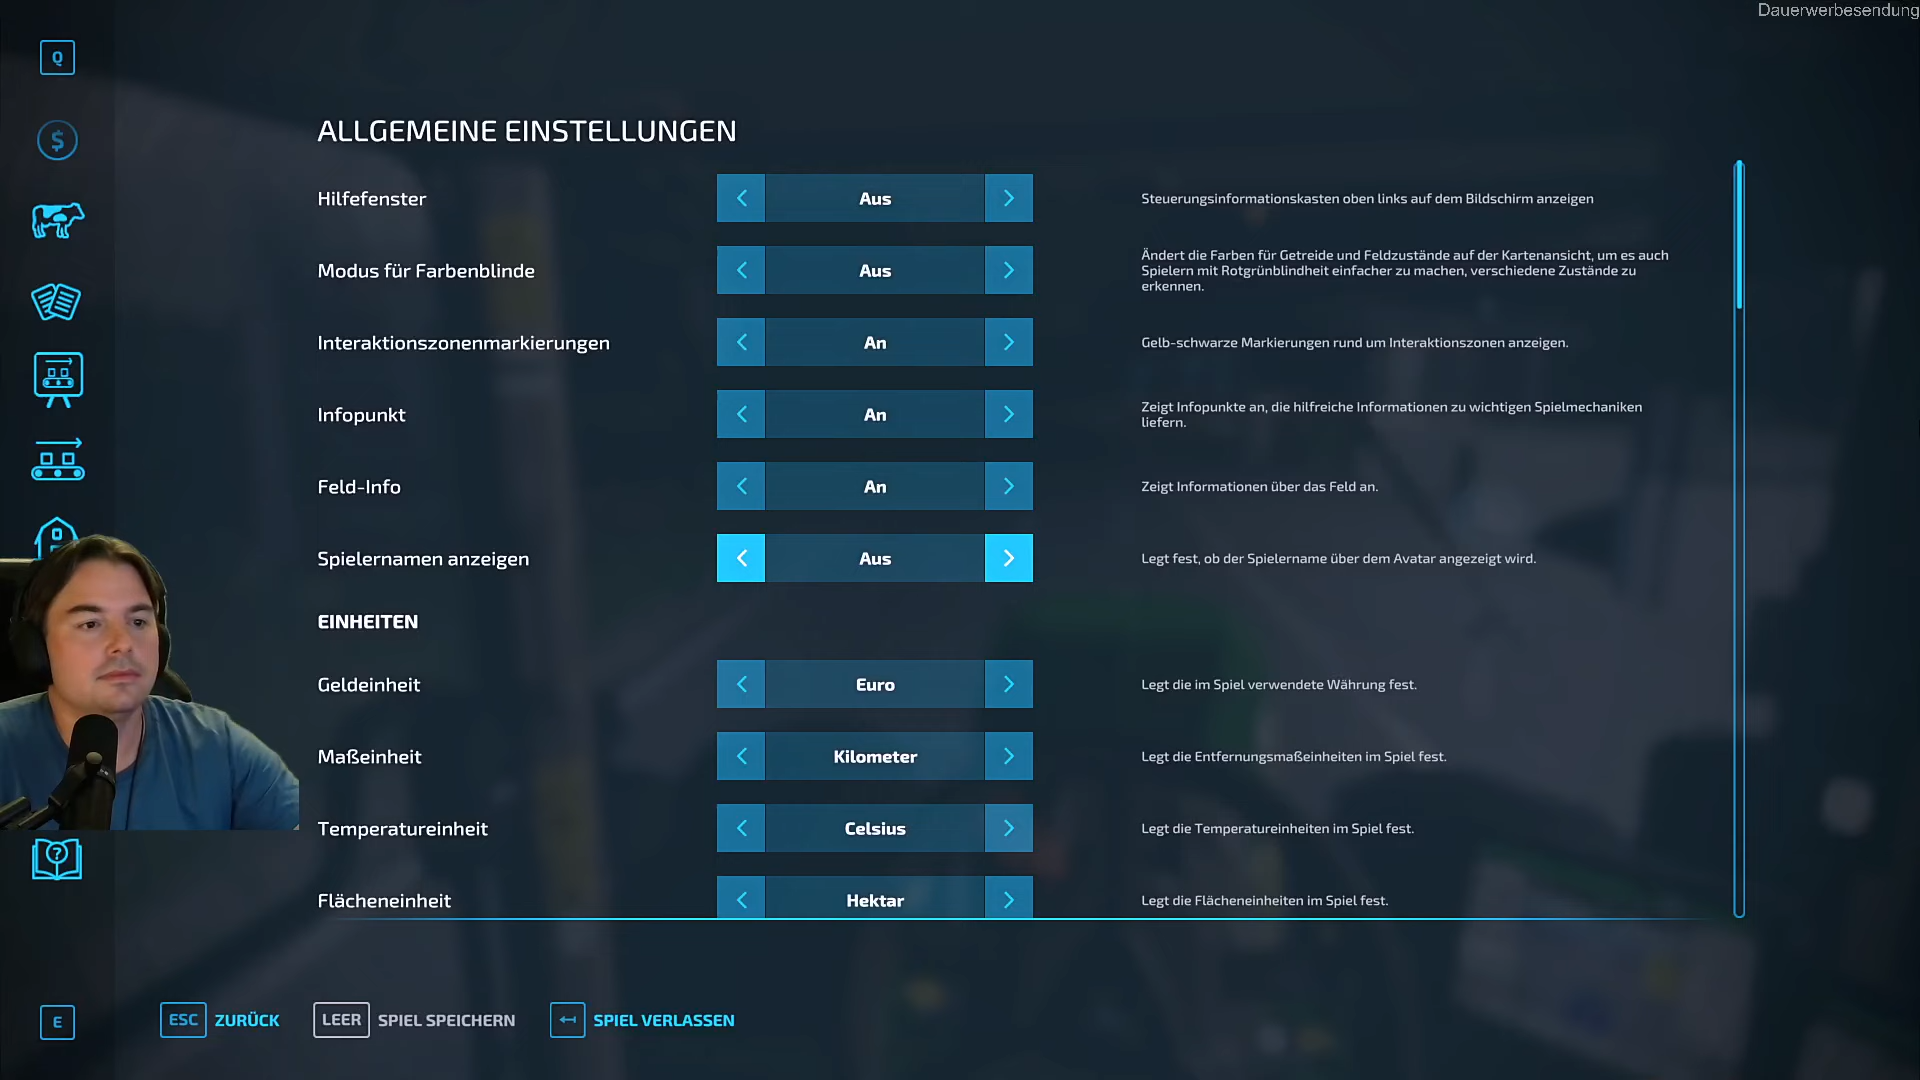 Dauerwerbesendung
Q
$
ALLGEMEINE EINSTELLUNGEN
Hilfefenster
Aus
Steuerungsinformationskasten oben links auf dem Bildschirm anzeigen
Modus für Farbenblinde
Aus
Ändert die Farben für Getreide und Feldzustände auf der Kartenansicht, um es auch
Spielern mit Rotgrünblindheit einfacher zu machen, verschiedene Zustände zu
erkennen.
Interaktionszonenmarkierungen
An
Gelb-schwarze Markierungen rund um Interaktionszonen anzeigen.
Infopunkt
An
Zeigt Infopunkte an, die hilfreiche Informationen zu wichtigen Spielmechaniken
liefern.
Feld-Info
An
Zeigt Informationen über das Feld an.
Spielernamen anzeigen
Aus
Legt fest, ob der Spielername über dem Avatar angezeigt wird.
EINHEITEN
Geldeinheit
Euro
Legt die im Spiel verwendete Währung fest.
Maßeinheit
Kilometer
Legt die Entfernungsmaßeinheiten im Spiel fest.
Temperatureinheit
Celsius
Legt die Temperatureinheiten im Spiel fest.
?
Flächeneinheit
Hektar
Legt die Flächeneinheiten im Spiel fest.
E
ESC ZURÜCK
LEER SPIEL SPEICHERN
SPIEL VERLASSEN